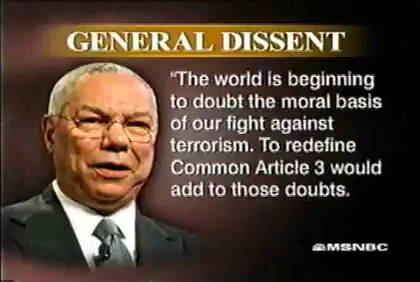 GENERAL DISSENT
"The world is beginning
to doubt the moral basis
of our fight against
terrorism. To redefine
Common Article 3 would
add to those doubts.
MSNBC